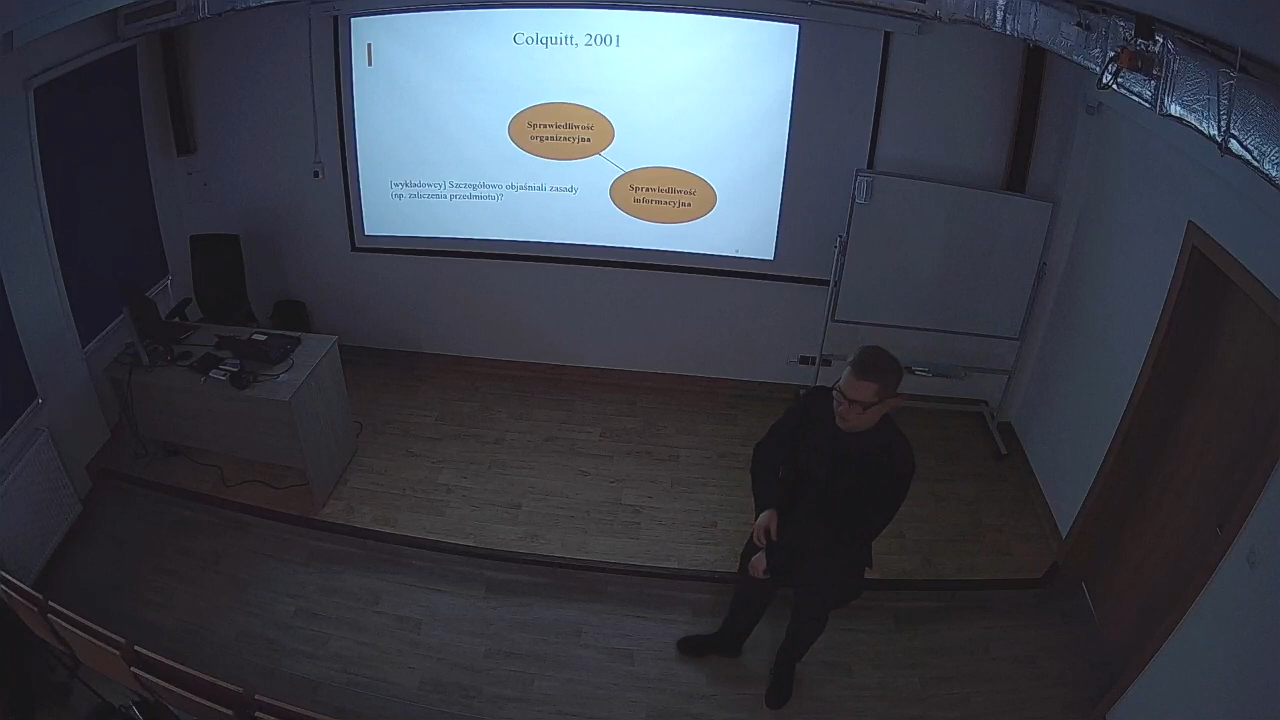 Colquitt, 2001
Sprawiedliwość
organizacyjna
[wykładowcy] Szczegółowo objaśniali zasady
(np. zaliczenia przedmiotu)?
Sprawiedliwość
informacyjna